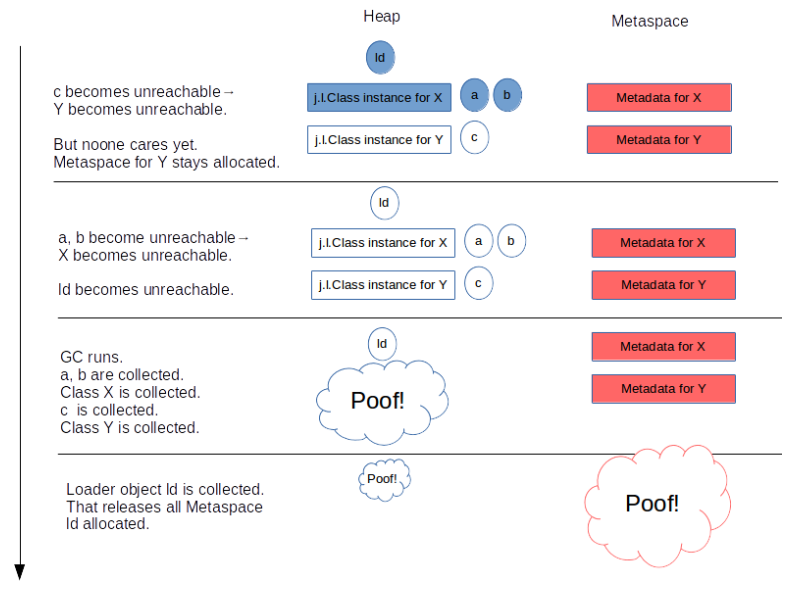 Heap
Metaspace
ld
c becomes unreachable→
Y becomes unreachable.
j.l.Class instance for X
a
b
Metadata for X
But noone cares yet.
Metaspace for Y stays allocated.
j.l.Class instance for Y
c
Metadata for Y
ld
a, b become unreachable→
X becomes unreachable.
j.l.Class instance for X
a
b
Metadata for X
ld becomes unreachable.
j.l.Class instance for Y
c
Metadata for Y
ld
GC runs.
a, b are collected.
Class X is collected.
c is collected.
Class Y is collected.
Poof!
Metadata for X
Metadata for Y
Loader object ld is collected.
That releases all Metaspace
ld allocated.
Poof!
Poof!